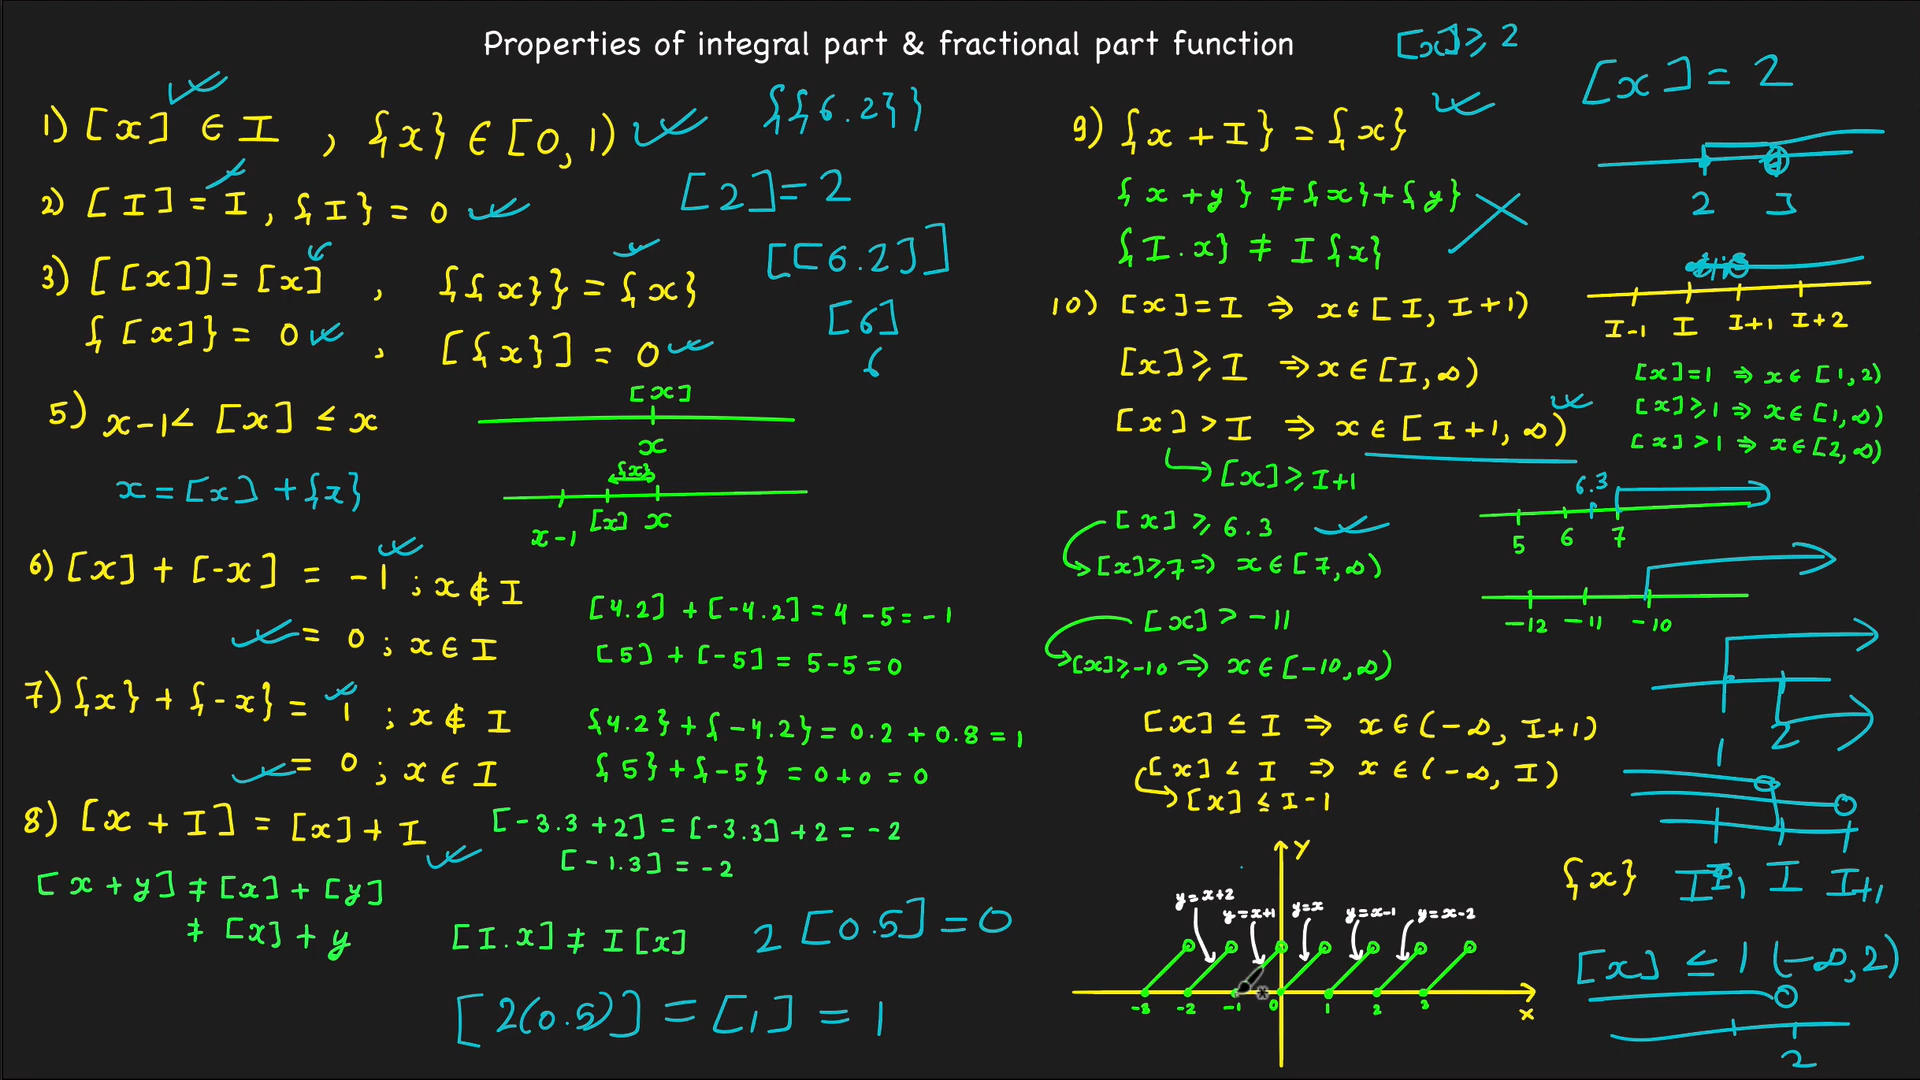 Properties of integral part & fractional part function
1) [x] ∈ I , {x} ∈ [0, 1)
2) [I] = I, {I} = 0
3) [[x]] = [x] , {{x}} = {x}
{[x]} = 0 , [{x}] = 0
5) x-1 < [x] ≤ x
x = [x] + {x}
[x]
x
{x}
x-1 [x] x
6) [x] + [-x] = -1 ; x ∉ I
= 0 ; x ∈ I
[4.2] + [-4.2] = 4 -5 = -1
[5] + [-5] = 5-5 = 0
7) {x} + {-x} = 1 ; x ∉ I
= 0 ; x ∈ I
{4.2} + {-4.2} = 0.2 + 0.8 = 1
{5} + {-5} = 0+0 = 0
8) [x + I] = [x] + I
[-3.3 +2] = [-3.3] +2 = -2
[-1.3] = -2
[x + y] ≠ [x] + [y]
≠ [x] + y
[I.x] ≠ I [x]
2 [0.5] = 0
[2(0.5)] = [1] = 1
{{6.2}}
[2] = 2
[[6.2]]
[6]
6
9) {x + I} = {x}
{x + y} ≠ {x} + {y}
{I.x} ≠ I {x}
10) [x] = I ⇒ x ∈ [I, I+1)
[x] ≥ I ⇒ x ∈ [I, ∞)
[x] > I ⇒ x ∈ [I+1, ∞)
[x] ≥ I+1
[x] ≥ 6.3
[x] ≥ 7 ⇒ x ∈ [7, ∞)
[x] > -11
[x] ≥ -10 ⇒ x ∈ [-10, ∞)
[x] ≤ I ⇒ x ∈ (-∞, I+1)
[x] < I ⇒ x ∈ (-∞, I)
[x] ≤ I-1
Y
y=x+2 y=x+1 y=x y=x-1 y=x-2
-3 -2 -1 0 1 2 3
x
[x] ≥ 2
[x] = 2
2 3
I-1 I I+1 I+2
[x] = 1 ⇒ x ∈ [1, 2)
[x] ≥ 1 ⇒ x ∈ [1, ∞)
[x] > 1 ⇒ x ∈ [2, ∞)
6.3
5 6 7
-12 -11 -10
1 2
{x}
I I+1
[x] ≤ 1 (-∞, 2)
2